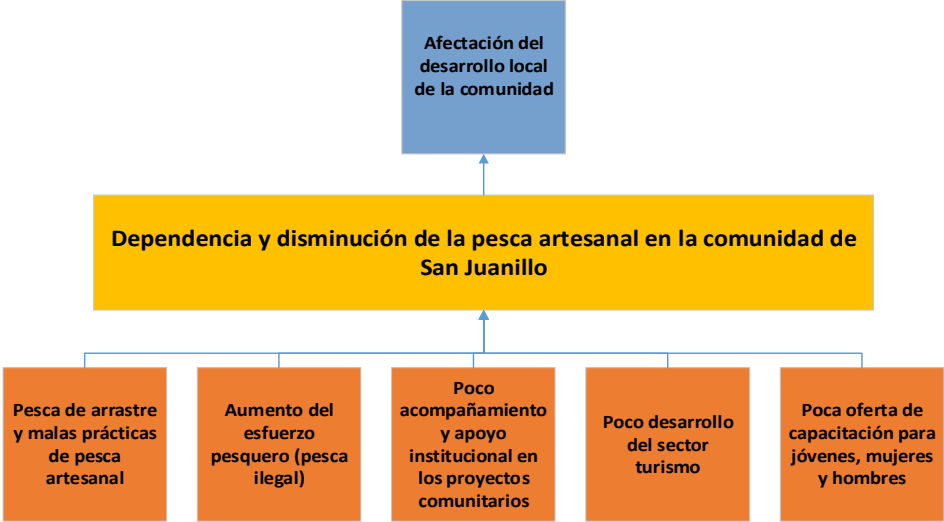 Afectación del
desarrollo local
de la comunidad
Dependencia y disminución de la pesca artesanal en la comunidad de
San Juanillo
Pesca de arrastre
y malas prácticas
de pesca
artesanal
Aumento del
esfuerzo
pesquero (pesca
ilegal)
Poco
acompañamiento
y apoyo
institucional en
los proyectos
comunitarios
Poco desarrollo
del sector
turismo
Poca oferta de
capacitación para
jóvenes, mujeres
y hombres